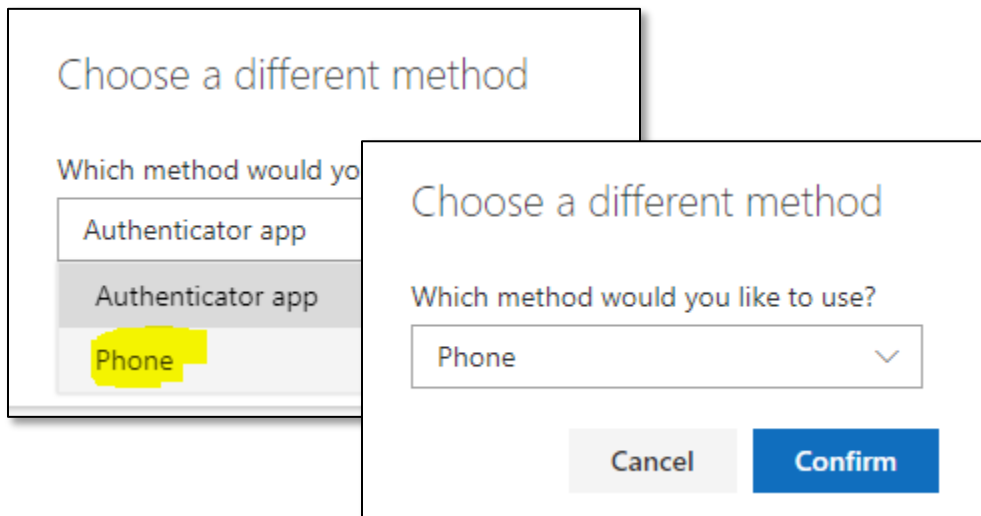 Choose a different method
Which method would yo
Authenticator app
Authenticator app
Phone
Choose a different method
Which method would you like to use?
Phone
Cancel Confirm